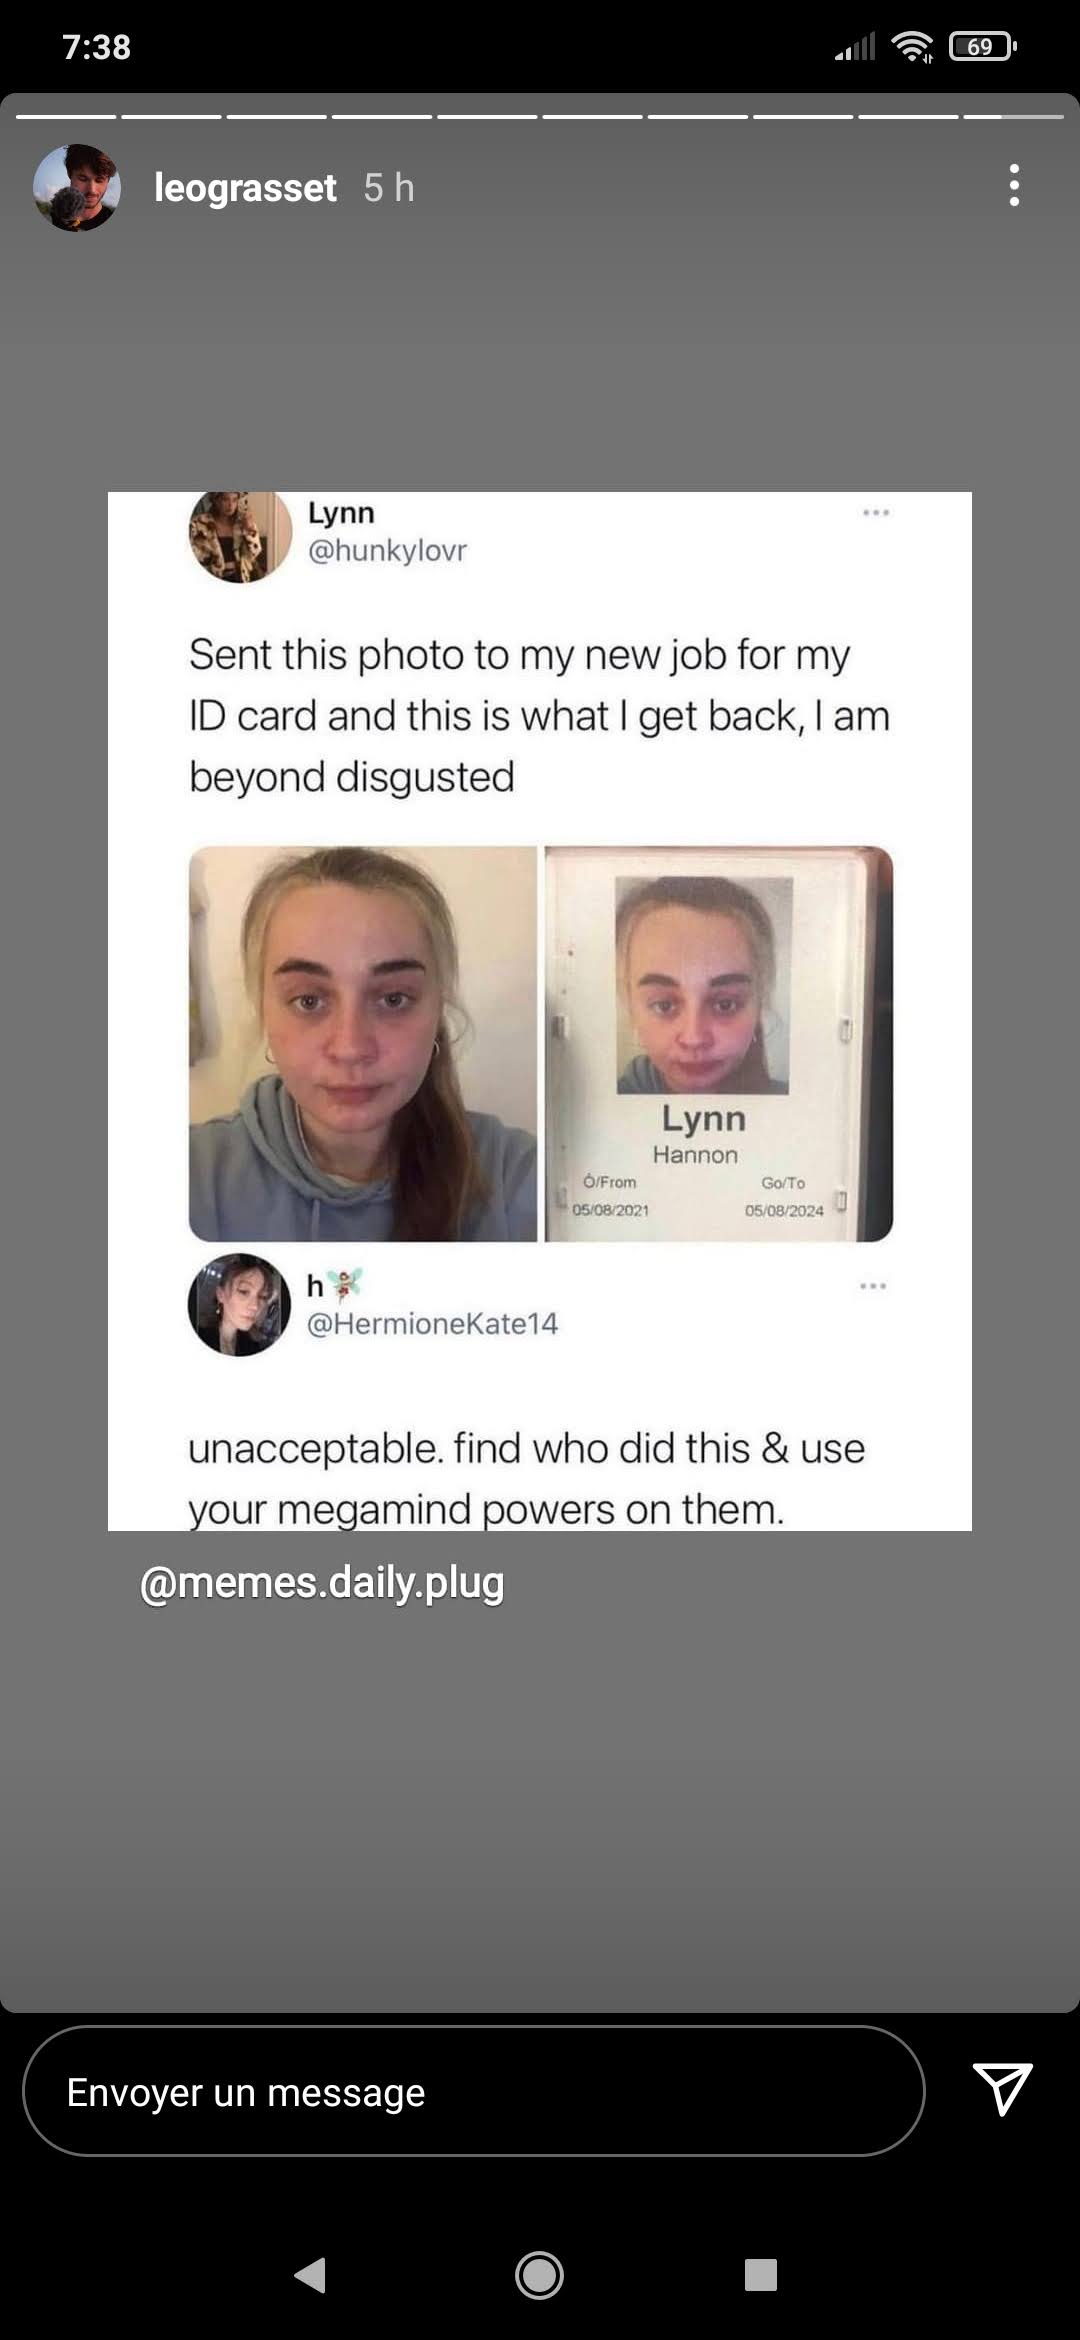 7:38
69
leograsset 5 h
Lynn
@hunkylovr
Sent this photo to my new job for my
ID card and this is what I get back, I am
beyond disgusted
Lynn
Hannon
Ó/From
Go/To
05/08/2021
05/08/2024
h🧚
@HermioneKate14
unacceptable. find who did this & use
your megamind powers on them.
@memes.daily.plug
Envoyer un message